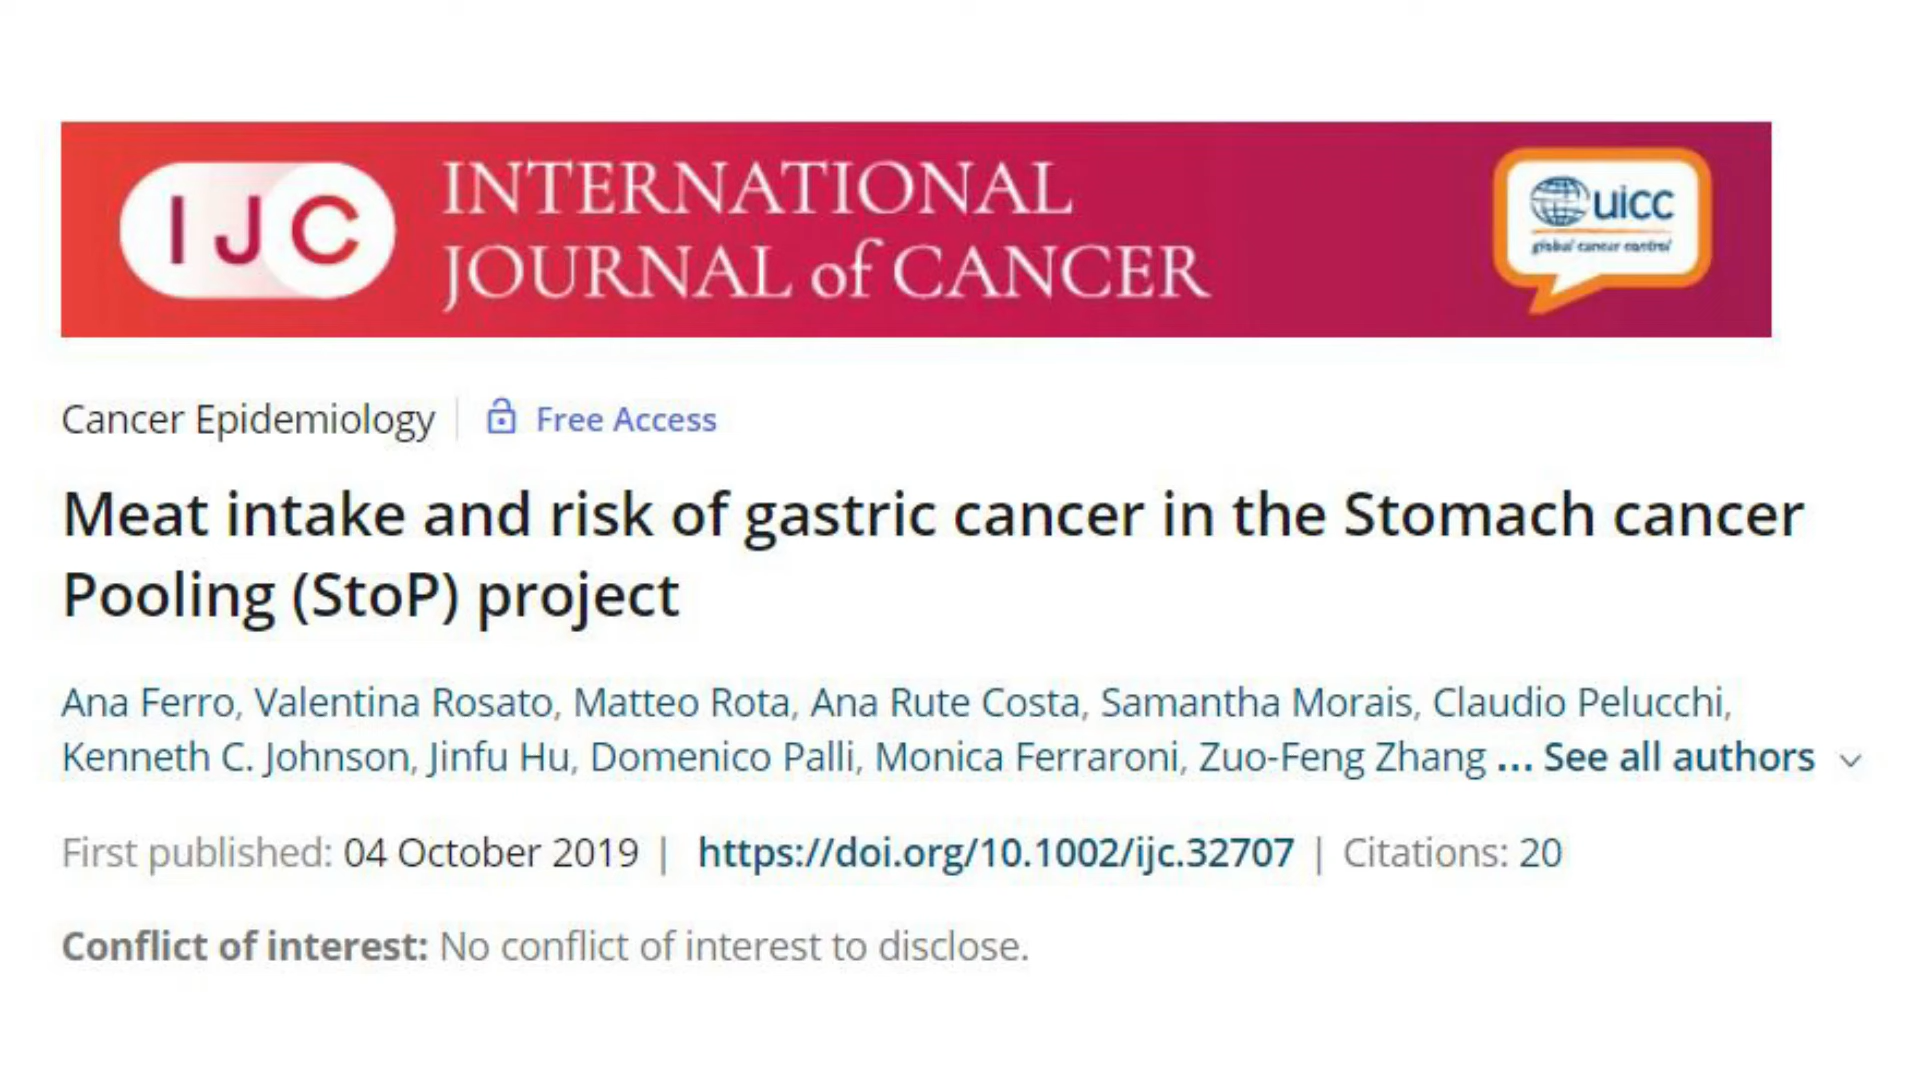 IJC
INTERNATIONAL
JOURNAL of CANCER
uicc
global cancer control
Cancer Epidemiology
Free Access
Meat intake and risk of gastric cancer in the Stomach cancer
Pooling (StoP) project
Ana Ferro, Valentina Rosato, Matteo Rota, Ana Rute Costa, Samantha Morais, Claudio Pelucchi,
Kenneth C. Johnson, Jinfu Hu, Domenico Palli, Monica Ferraroni, Zuo-Feng Zhang ... See all authors
First published: 04 October 2019 | https://doi.org/10.1002/ijc.32707 | Citations: 20
Conflict of interest: No conflict of interest to disclose.